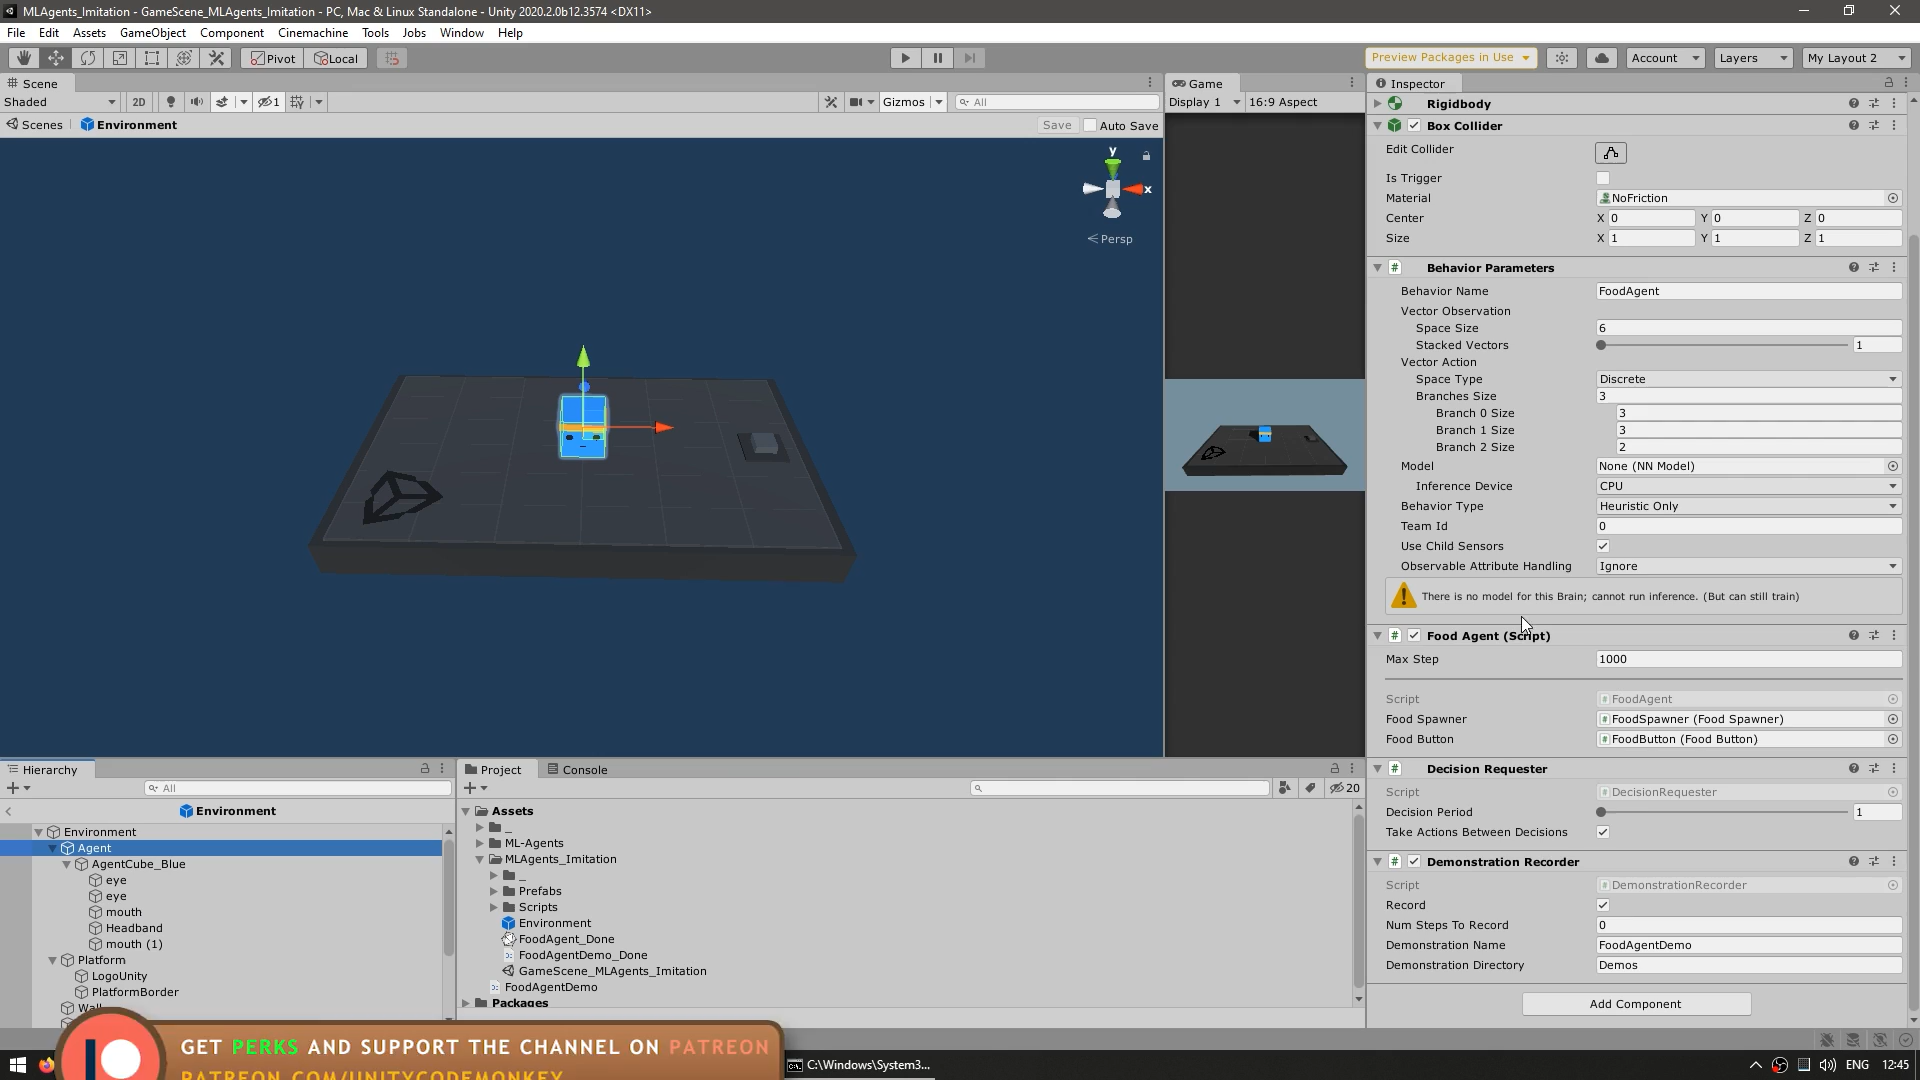 MLAgents_Imitation - GameScene_MLAgents_Imitation - PC, Mac & Linux Standalone - Unity 2020.2.0b12.3574 <DX11>
File Edit Assets GameObject Component Cinemachine Tools Jobs Window Help
Pivot Local Preview Packages in Use Account Layers My Layout 2
Scene
Shaded 2D 1 Gizmos All
Scenes Environment Save Auto Save
y
x
Persp
Game
Display 1 16:9 Aspect
Inspector
Rigidbody
Box Collider
Edit Collider
Is Trigger
Material NoFriction
Center X 0 Y 0 Z 0
Size X 1 Y 1 Z 1
Behavior Parameters
Behavior Name FoodAgent
Vector Observation
Space Size 6
Stacked Vectors 1
Vector Action
Space Type Discrete
Branches Size 3
Branch 0 Size 3
Branch 1 Size 3
Branch 2 Size 2
Model None (NN Model)
Inference Device CPU
Behavior Type Heuristic Only
Team Id 0
Use Child Sensors
Observable Attribute Handling Ignore
There is no model for this Brain; cannot run inference. (But can still train)
Food Agent (Script)
Max Step 1000
Script FoodAgent
Food Spawner FoodSpawner (Food Spawner)
Food Button FoodButton (Food Button)
Decision Requester
Script DecisionRequester
Decision Period 1
Take Actions Between Decisions
Demonstration Recorder
Script DemonstrationRecorder
Record
Num Steps To Record 0
Demonstration Name FoodAgentDemo
Demonstration Directory Demos
Add Component
Hierarchy
All
Environment
Environment
Agent
AgentCube_Blue
eye
eye
mouth
Headband
mouth (1)
Platform
LogoUnity
PlatformBorder
Project Console
20
Assets
_
ML-Agents
MLAgents_Imitation
_
Prefabs
Scripts
Environment
FoodAgent_Done
FoodAgentDemo_Done
GameScene_MLAgents_Imitation
FoodAgentDemo
Packages
GET PERKS AND SUPPORT THE CHANNEL ON PATREON
PATREON.COM/UNITYCODEMONKEY
C:\Windows\System3...
ENG 12:45